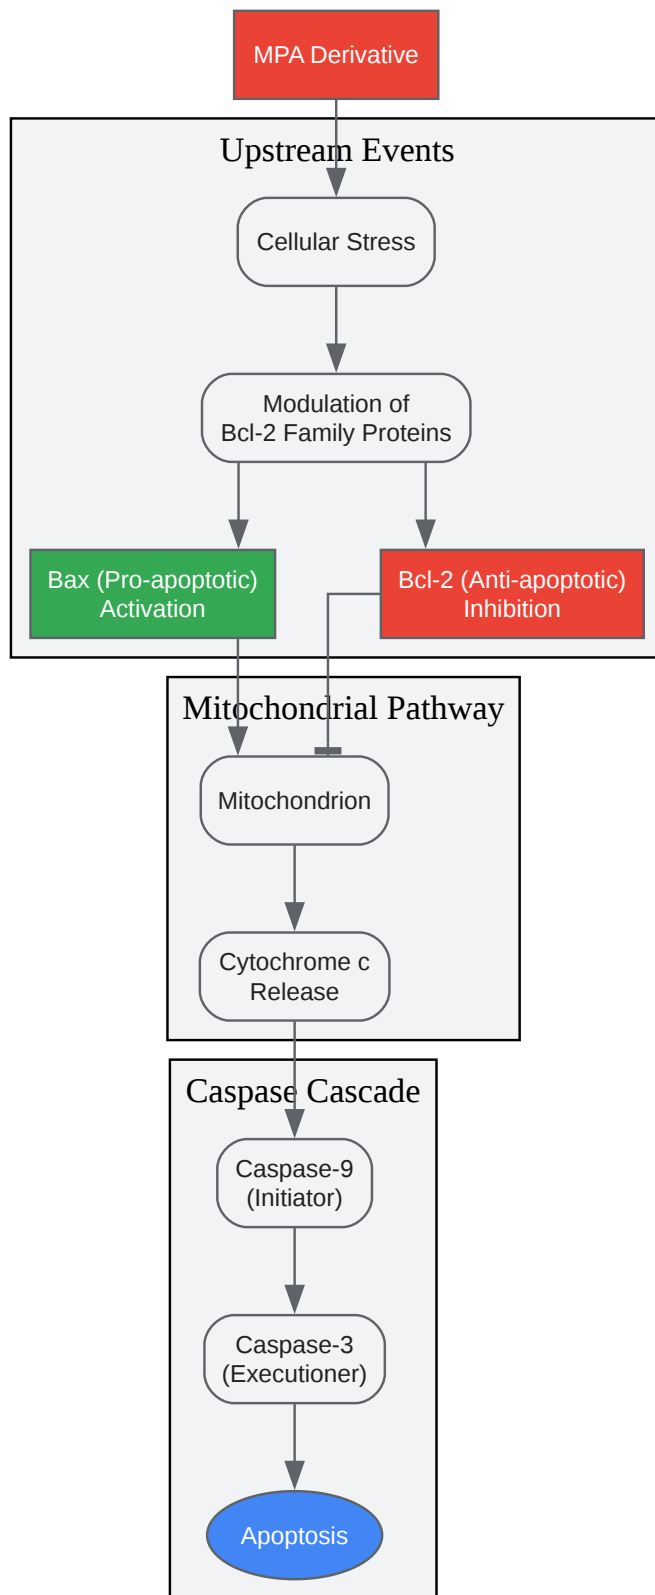 MPA Derivative
Upstream Events
Cellular Stress
Modulation of
Bcl-2 Family Proteins
Bax (Pro-apoptotic)
Activation
Bcl-2 (Anti-apoptotic)
Inhibition
Mitochondrial Pathway
Mitochondrion
Cytochrome c
Release
Caspase Cascade
Caspase-9
(Initiator)
Caspase-3
(Executioner)
Apoptosis